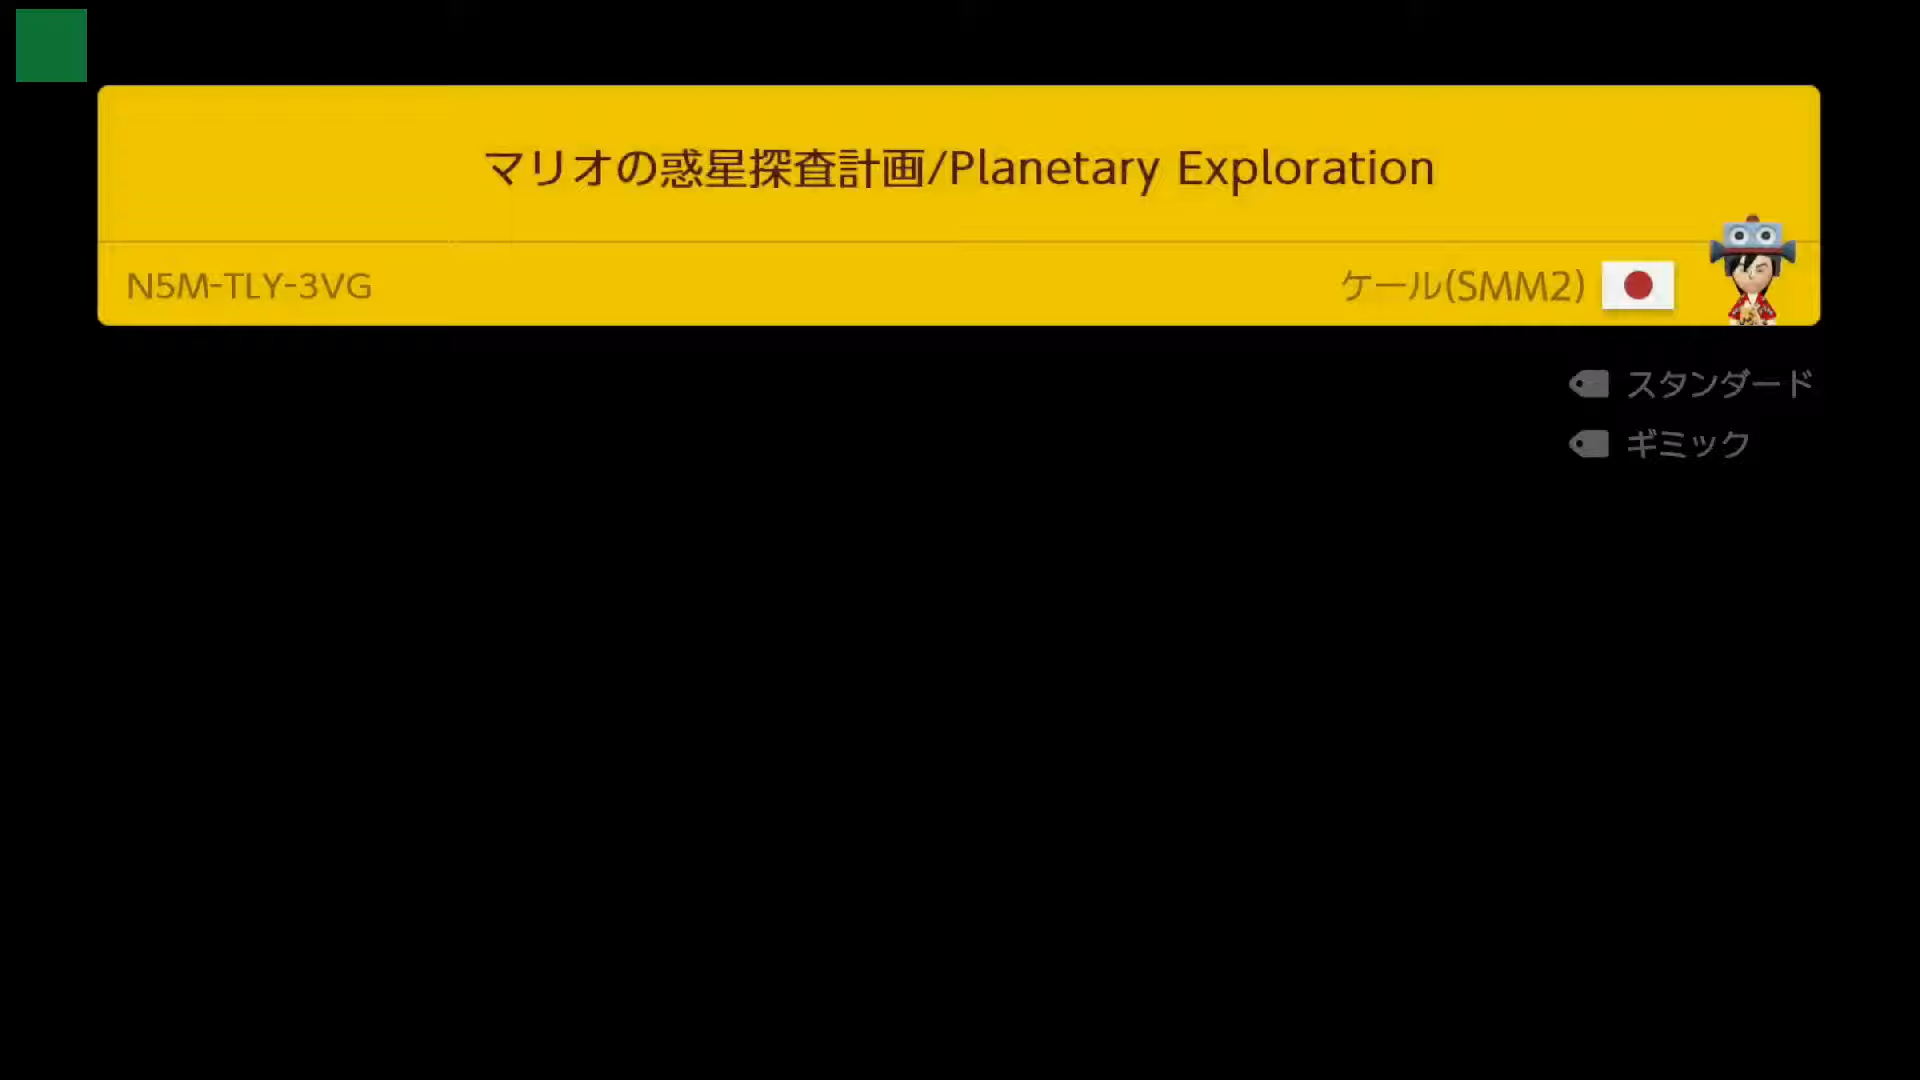 マリオの惑星探査計画/Planetary Exploration
N5M-TLY-3VG
ケール(SMM2)
スタンダード
ギミック